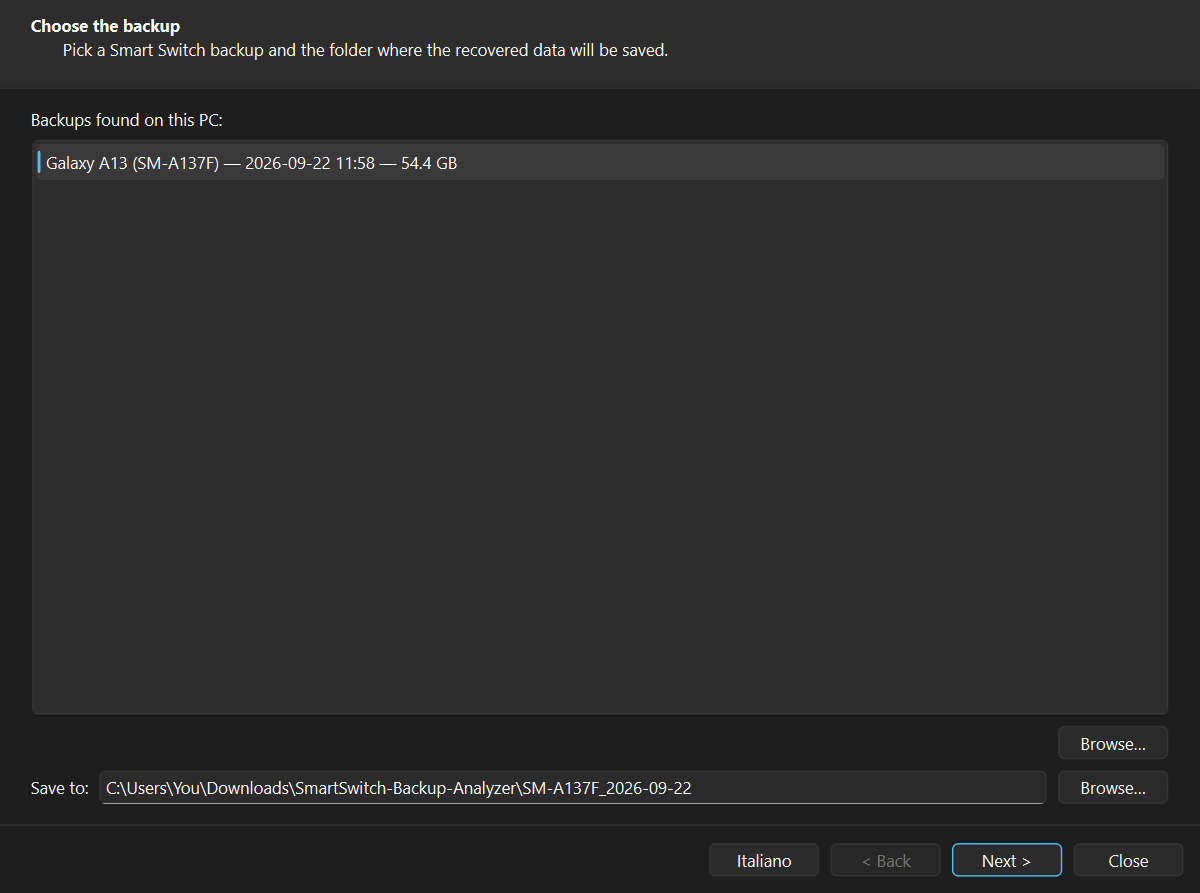 Choose the backup
Pick a Smart Switch backup and the folder where the recovered data will be saved.
Backups found on this PC:
Galaxy A13 (SM-A137F) — 2026-09-22 11:58 — 54.4 GB
Browse...
Save to: C:\Users\You\Downloads\SmartSwitch-Backup-Analyzer\SM-A137F_2026-09-22 Browse...
Italiano < Back Next > Close